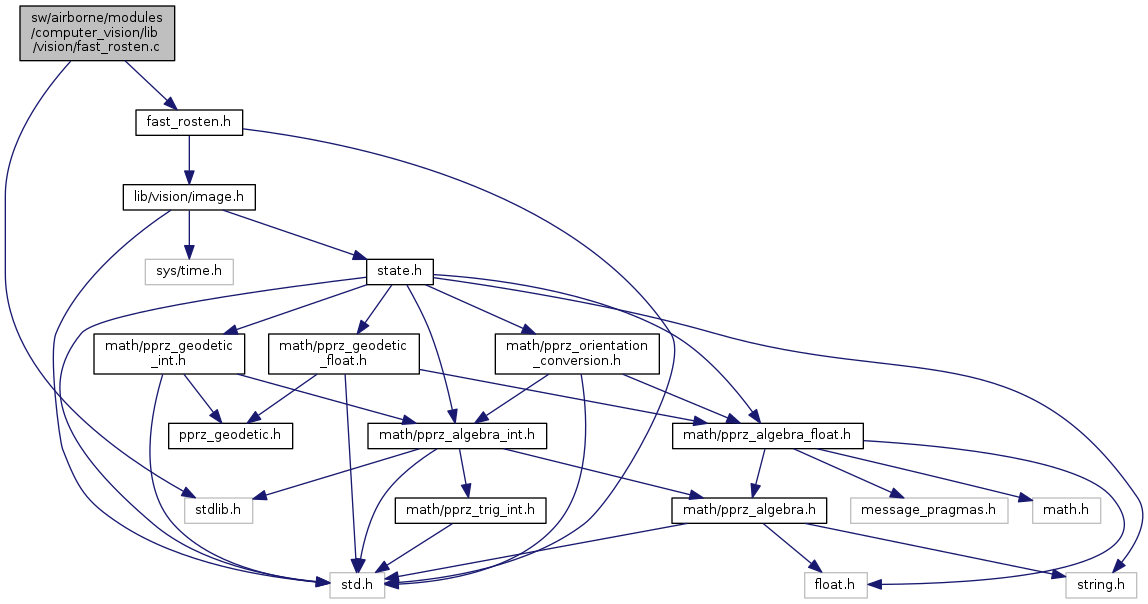 sw/airborne/modules
/computer_vision/lib
/vision/fast_rosten.c
fast_rosten.h
lib/vision/image.h
sys/time.h
state.h
math/pprz_geodetic
_int.h
math/pprz_geodetic
_float.h
math/pprz_orientation
_conversion.h
pprz_geodetic.h
math/pprz_algebra_int.h
math/pprz_algebra_float.h
stdlib.h
math/pprz_trig_int.h
math/pprz_algebra.h
message_pragmas.h
math.h
std.h
float.h
string.h